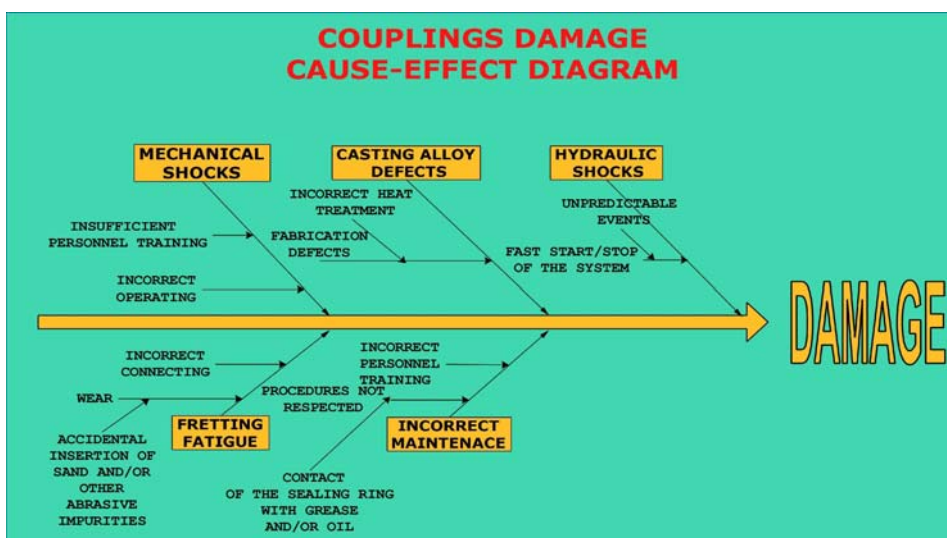 COUPLINGS DAMAGE
CAUSE-EFFECT DIAGRAM
MECHANICAL
SHOCKS
CASTING ALLOY
DEFECTS
HYDRAULIC
SHOCKS
INCORRECT HEAT
TREATMENT
UNPREDICTABLE
EVENTS
INSUFFICIENT
PERSONNEL TRAINING
FABRICATION
DEFECTS
FAST START/STOP
OF THE SYSTEM
INCORRECT
OPERATING
DAMAGE
INCORRECT
CONNECTING
INCORRECT
PERSONNEL
TRAINING
WEAR
PROCEDURES NOT
RESPECTED
FRETTING
FATIGUE
INCORRECT
MAINTENACE
ACCIDENTAL
INSERTION OF
SAND AND/OR
OTHER
ABRASIVE
IMPURITIES
CONTACT
OF THE SEALING RING
WITH GREASE
AND/OR OIL